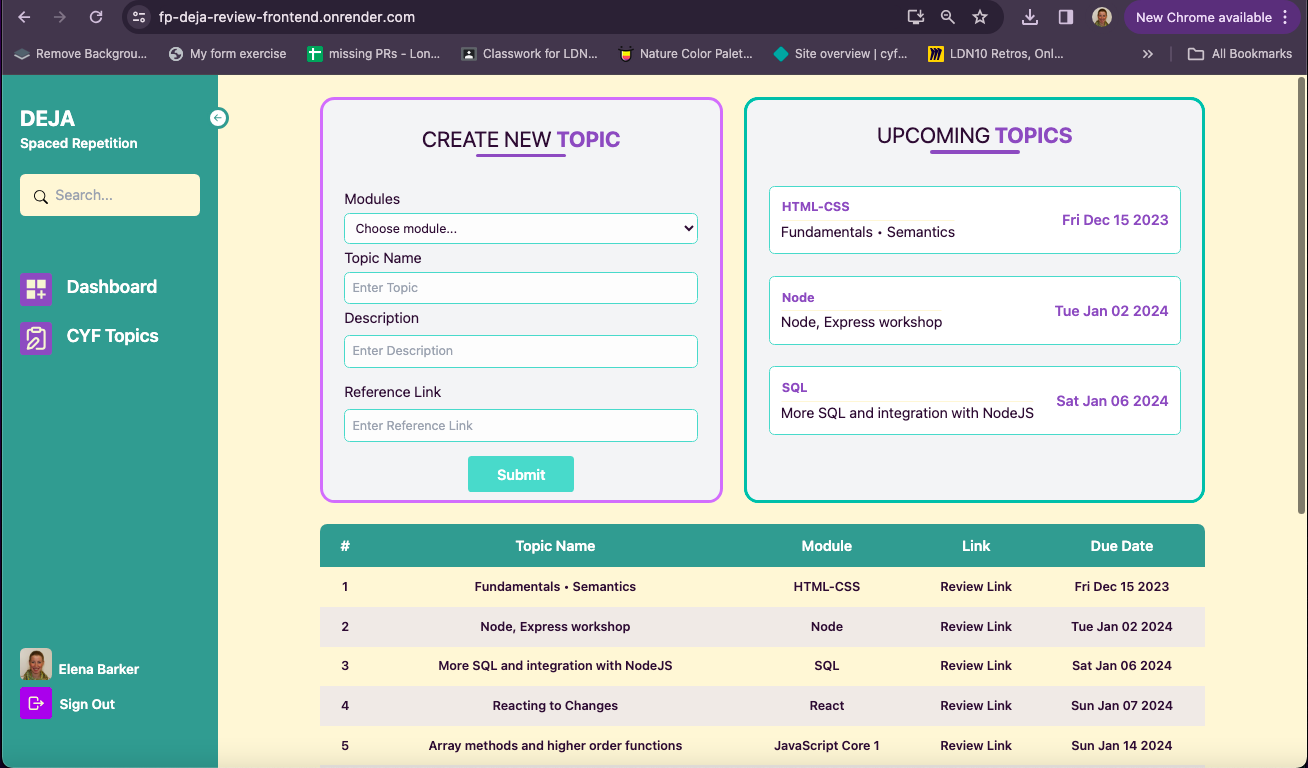 fp-deja-review-frontend.onrender.com
New Chrome available
Remove Backgrou...
My form exercise
missing PRs - Lon...
Classwork for LDN...
Nature Color Palet...
Site overview | cyf...
LDN10 Retros, Onl...
»
All Bookmarks
DEJA
Spaced Repetition
Search...
Dashboard
CYF Topics
Elena Barker
Sign Out
CREATE NEW TOPIC
Modules
Choose module...
Topic Name
Enter Topic
Description
Enter Description
Reference Link
Enter Reference Link
Submit
UPCOMING TOPICS
HTML-CSS
Fundamentals • Semantics
Fri Dec 15 2023
Node
Node, Express workshop
Tue Jan 02 2024
SQL
More SQL and integration with NodeJS
Sat Jan 06 2024
# Topic Name Module Link Due Date
1 Fundamentals • Semantics HTML-CSS Review Link Fri Dec 15 2023
2 Node, Express workshop Node Review Link Tue Jan 02 2024
3 More SQL and integration with NodeJS SQL Review Link Sat Jan 06 2024
4 Reacting to Changes React Review Link Sun Jan 07 2024
5 Array methods and higher order functions JavaScript Core 1 Review Link Sun Jan 14 2024